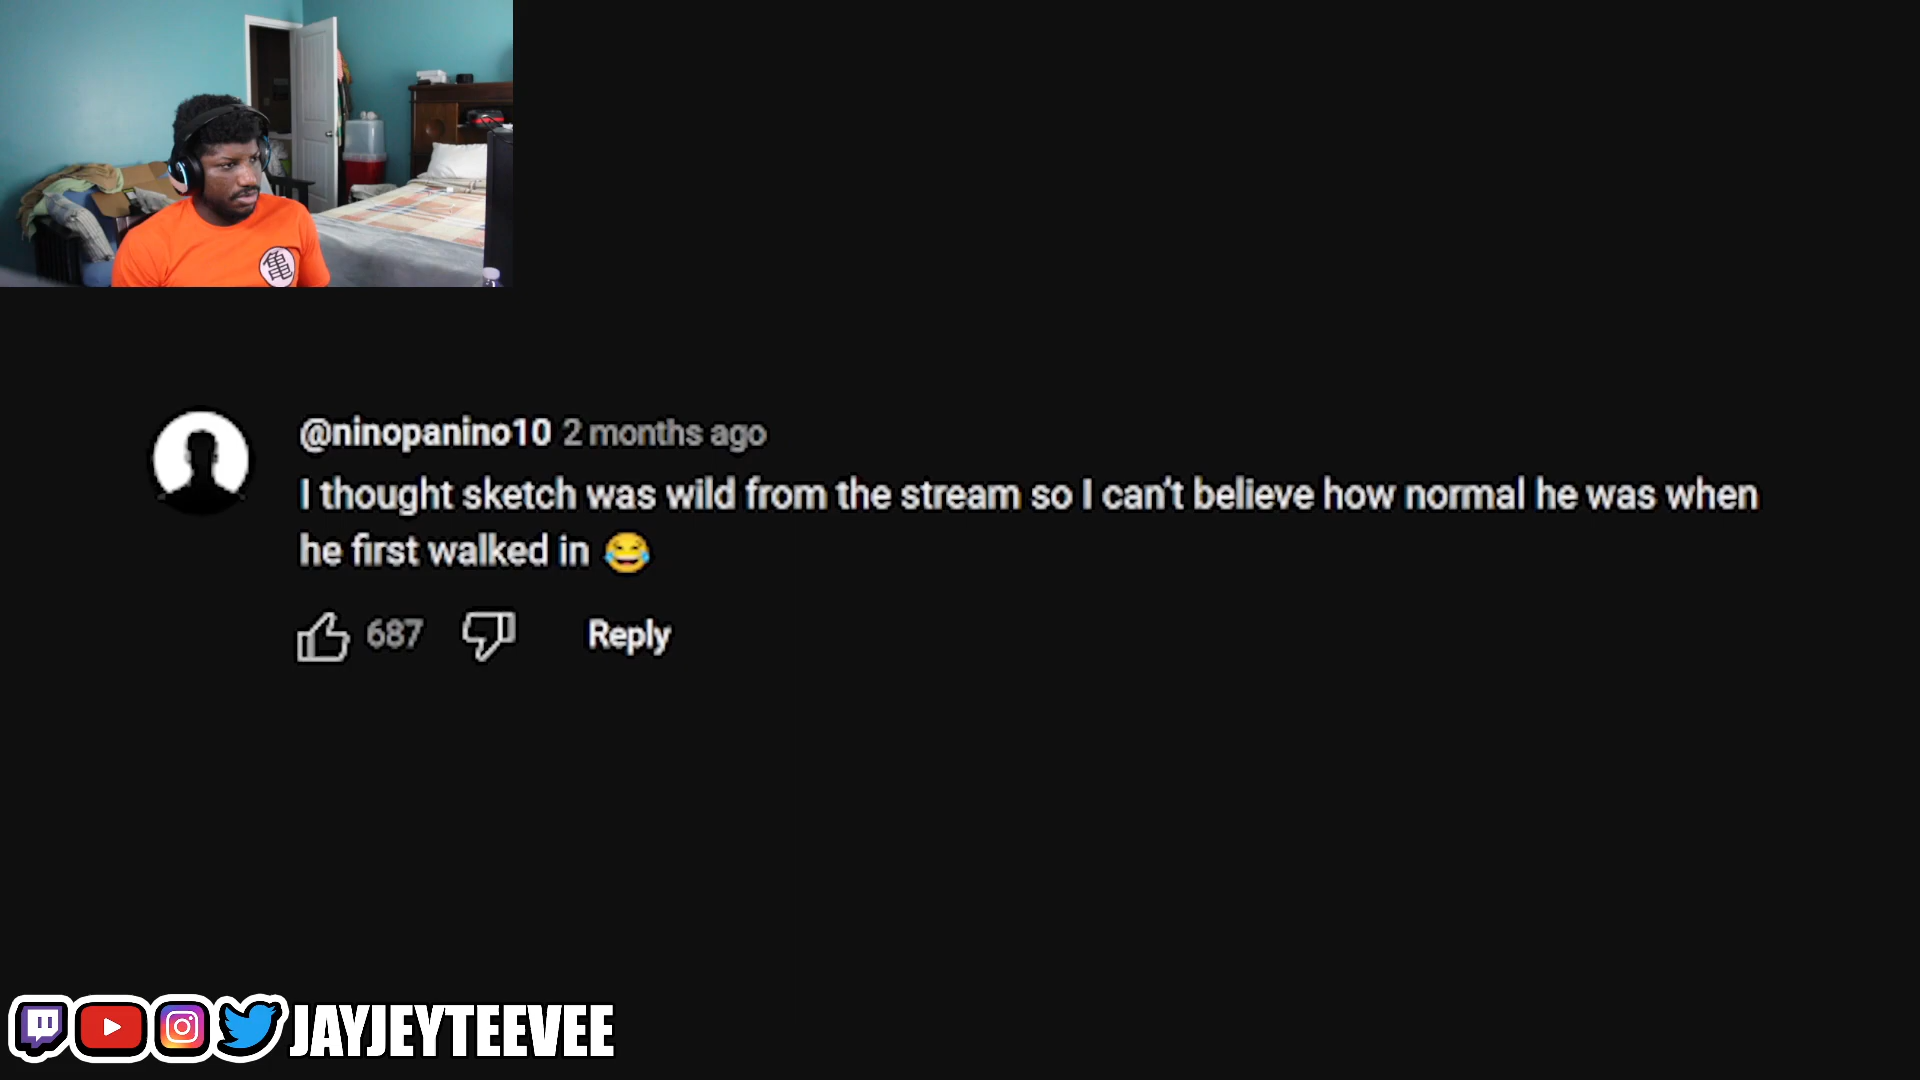 亀
@ninopanino10 2 months ago
I thought sketch was wild from the stream so I can't believe how normal he was when
he first walked in 😂
687 Reply
JAYJEYTEEVEE